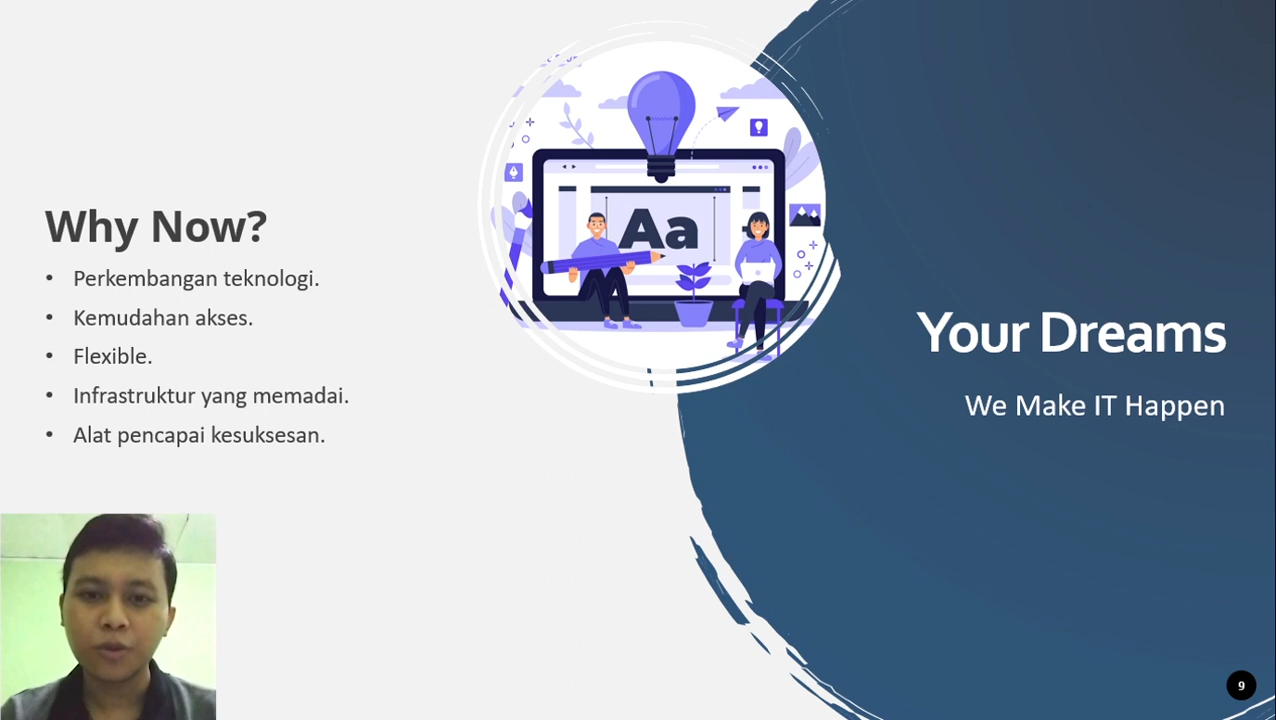 Why Now?
• Perkembangan teknologi.
• Kemudahan akses.
• Flexible.
• Infrastruktur yang memadai.
• Alat pencapai kesuksesan.
Aa
Your Dreams
We Make IT Happen
9